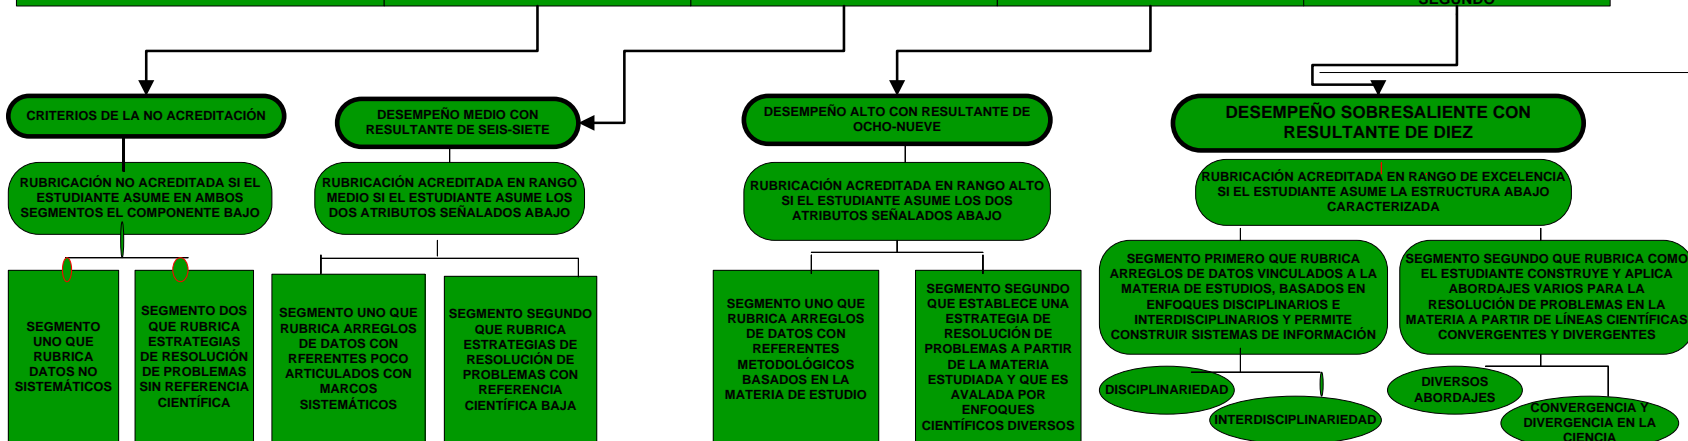 SEGUNDO
CRITERIOS DE LA NO ACREDITACIÓN
DESEMPEÑO MEDIO CON
RESULTANTE DE SEIS-SIETE
DESEMPEÑO ALTO CON RESULTANTE DE
OCHO-NUEVE
DESEMPEÑO SOBRESALIENTE CON
RESULTANTE DE DIEZ
RUBRICACIÓN NO ACREDITADA SI EL
ESTUDIANTE ASUME EN AMBOS
SEGMENTOS EL COMPONENTE BAJO
RUBRICACIÓN ACREDITADA EN RANGO
MEDIO SI EL ESTUDIANTE ASUME LOS
DOS ATRIBUTOS SEÑALADOS ABAJO
RUBRICACIÓN ACREDITADA EN RANGO ALTO
SI EL ESTUDIANTE ASUME LOS DOS
ATRIBUTOS SEÑALADOS ABAJO
RUBRICACIÓN ACREDITADA EN RANGO DE EXCELENCIA
SI EL ESTUDIANTE ASUME LA ESTRUCTURA ABAJO
CARACTERIZADA
SEGMENTO
UNO QUE
RUBRICA
DATOS NO
SISTEMÁTICOS
SEGMENTO DOS
QUE RUBRICA
ESTRATEGIAS
DE RESOLUCIÓN
DE PROBLEMAS
SIN REFERENCIA
CIENTÍFICA
SEGMENTO UNO QUE
RUBRICA ARREGLOS
DE DATOS CON
RFERENTES POCO
ARTICULADOS CON
MARCOS
SISTEMÁTICOS
SEGMENTO SEGUNDO
QUE RUBRICA
ESTRATEGIAS DE
RESOLUCIÓN DE
PROBLEMAS CON
REFERENCIA
CIENTÍFICA BAJA
SEGMENTO UNO QUE
RUBRICA ARREGLOS
DE DATOS CON
REFERENTES
METODOLÓGICOS
BASADOS EN LA
MATERIA DE ESTUDIO
SEGMENTO SEGUNDO
QUE ESTABLECE UNA
ESTRATEGIA DE
RESOLUCIÓN DE
PROBLEMAS A PARTIR
DE LA MATERIA
ESTUDIADA Y QUE ES
AVALADA POR
ENFOQUES
CIENTÍFICOS DIVERSOS
SEGMENTO PRIMERO QUE RUBRICA
ARREGLOS DE DATOS VINCULADOS A LA
MATERIA DE ESTUDIOS, BASADOS EN
ENFOQUES DISCIPLINARIOS E
INTERDISCIPLINARIOS Y PERMITE
CONSTRUIR SISTEMAS DE INFORMACIÓN
SEGMENTO SEGUNDO QUE RUBRICA COMO
EL ESTUDIANTE CONSTRUYE Y APLICA
ABORDAJES VARIOS PARA LA
RESOLUCIÓN DE PROBLEMAS EN LA
MATERIA A PARTIR DE LÍNEAS CIENTÍFICAS
CONVERGENTES Y DIVERGENTES
DISCIPLINARIEDAD
INTERDISCIPLINARIEDAD
DIVERSOS
ABORDAJES
CONVERGENCIA Y
DIVERGENCIA EN LA
CIENCIA